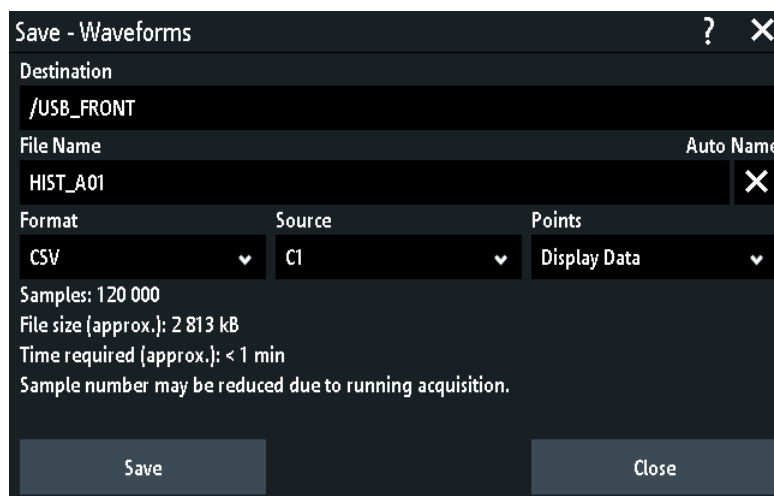 Save - Waveforms ?
Destination
/USB_FRONT
File Name Auto Name
HIST_A01
Format Source Points
CSV C1 Display Data
Samples: 120 000
File size (approx.): 2 813 kB
Time required (approx.): < 1 min
Sample number may be reduced due to running acquisition.
Save Close